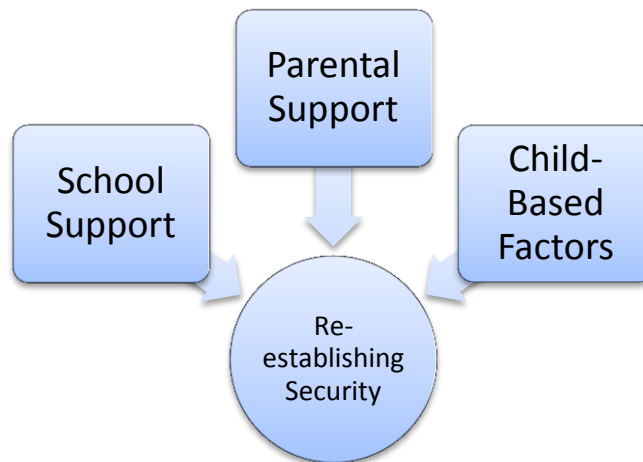 Parental
Support
School
Support
Child-
Based
Factors
Re-
establishing
Security